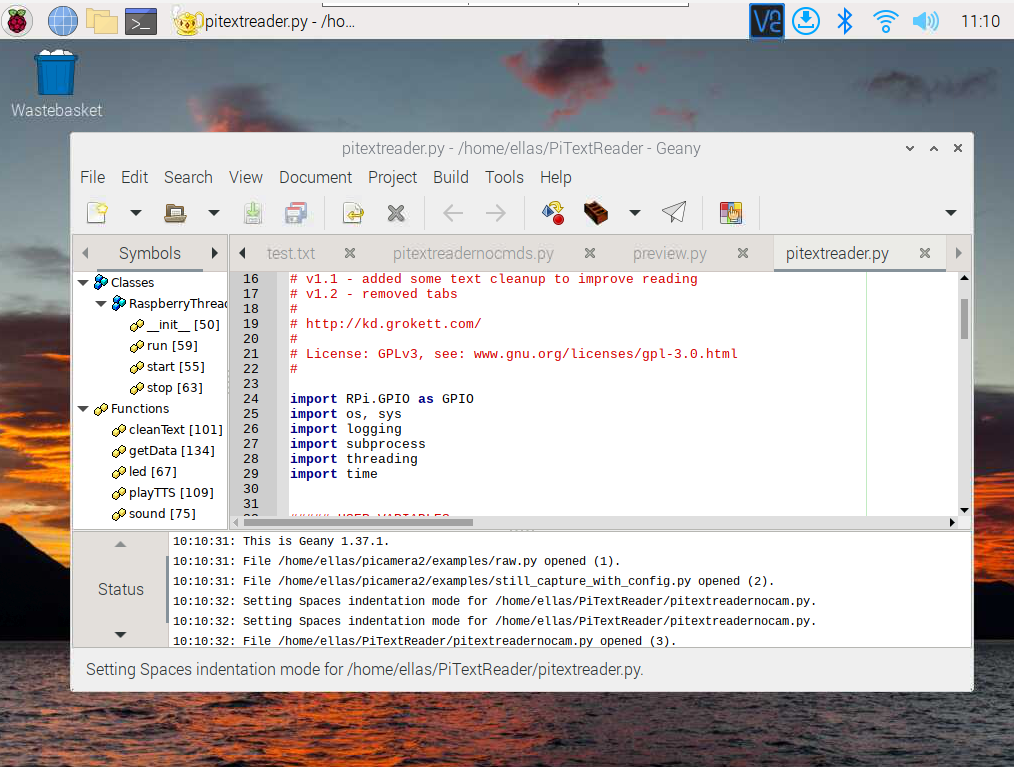 pitextreader.py - /ho...
11:10
Wastebasket
pitextreader.py - /home/ellas/PiTextReader - Geany
File Edit Search View Document Project Build Tools Help
Symbols
test.txt pitextreadernocmds.py preview.py pitextreader.py
Classes
RaspberryThread
__init__ [50]
run [59]
start [55]
stop [63]
Functions
cleanText [101]
getData [134]
led [67]
playTTS [109]
sound [75]
16 # v1.1 - added some text cleanup to improve reading
17 # v1.2 - removed tabs
18 #
19 # http://kd.grokett.com/
20 #
21 # License: GPLv3, see: www.gnu.org/licenses/gpl-3.0.html
22 #
23
24 import RPi.GPIO as GPIO
25 import os, sys
26 import logging
27 import subprocess
28 import threading
29 import time
30
31
Status
10:10:31: This is Geany 1.37.1.
10:10:31: File /home/ellas/picamera2/examples/raw.py opened (1).
10:10:31: File /home/ellas/picamera2/examples/still_capture_with_config.py opened (2).
10:10:32: Setting Spaces indentation mode for /home/ellas/PiTextReader/pitextreadernocam.py.
10:10:32: Setting Spaces indentation mode for /home/ellas/PiTextReader/pitextreadernocam.py.
10:10:32: File /home/ellas/PiTextReader/pitextreadernocam.py opened (3).
Setting Spaces indentation mode for /home/ellas/PiTextReader/pitextreader.py.